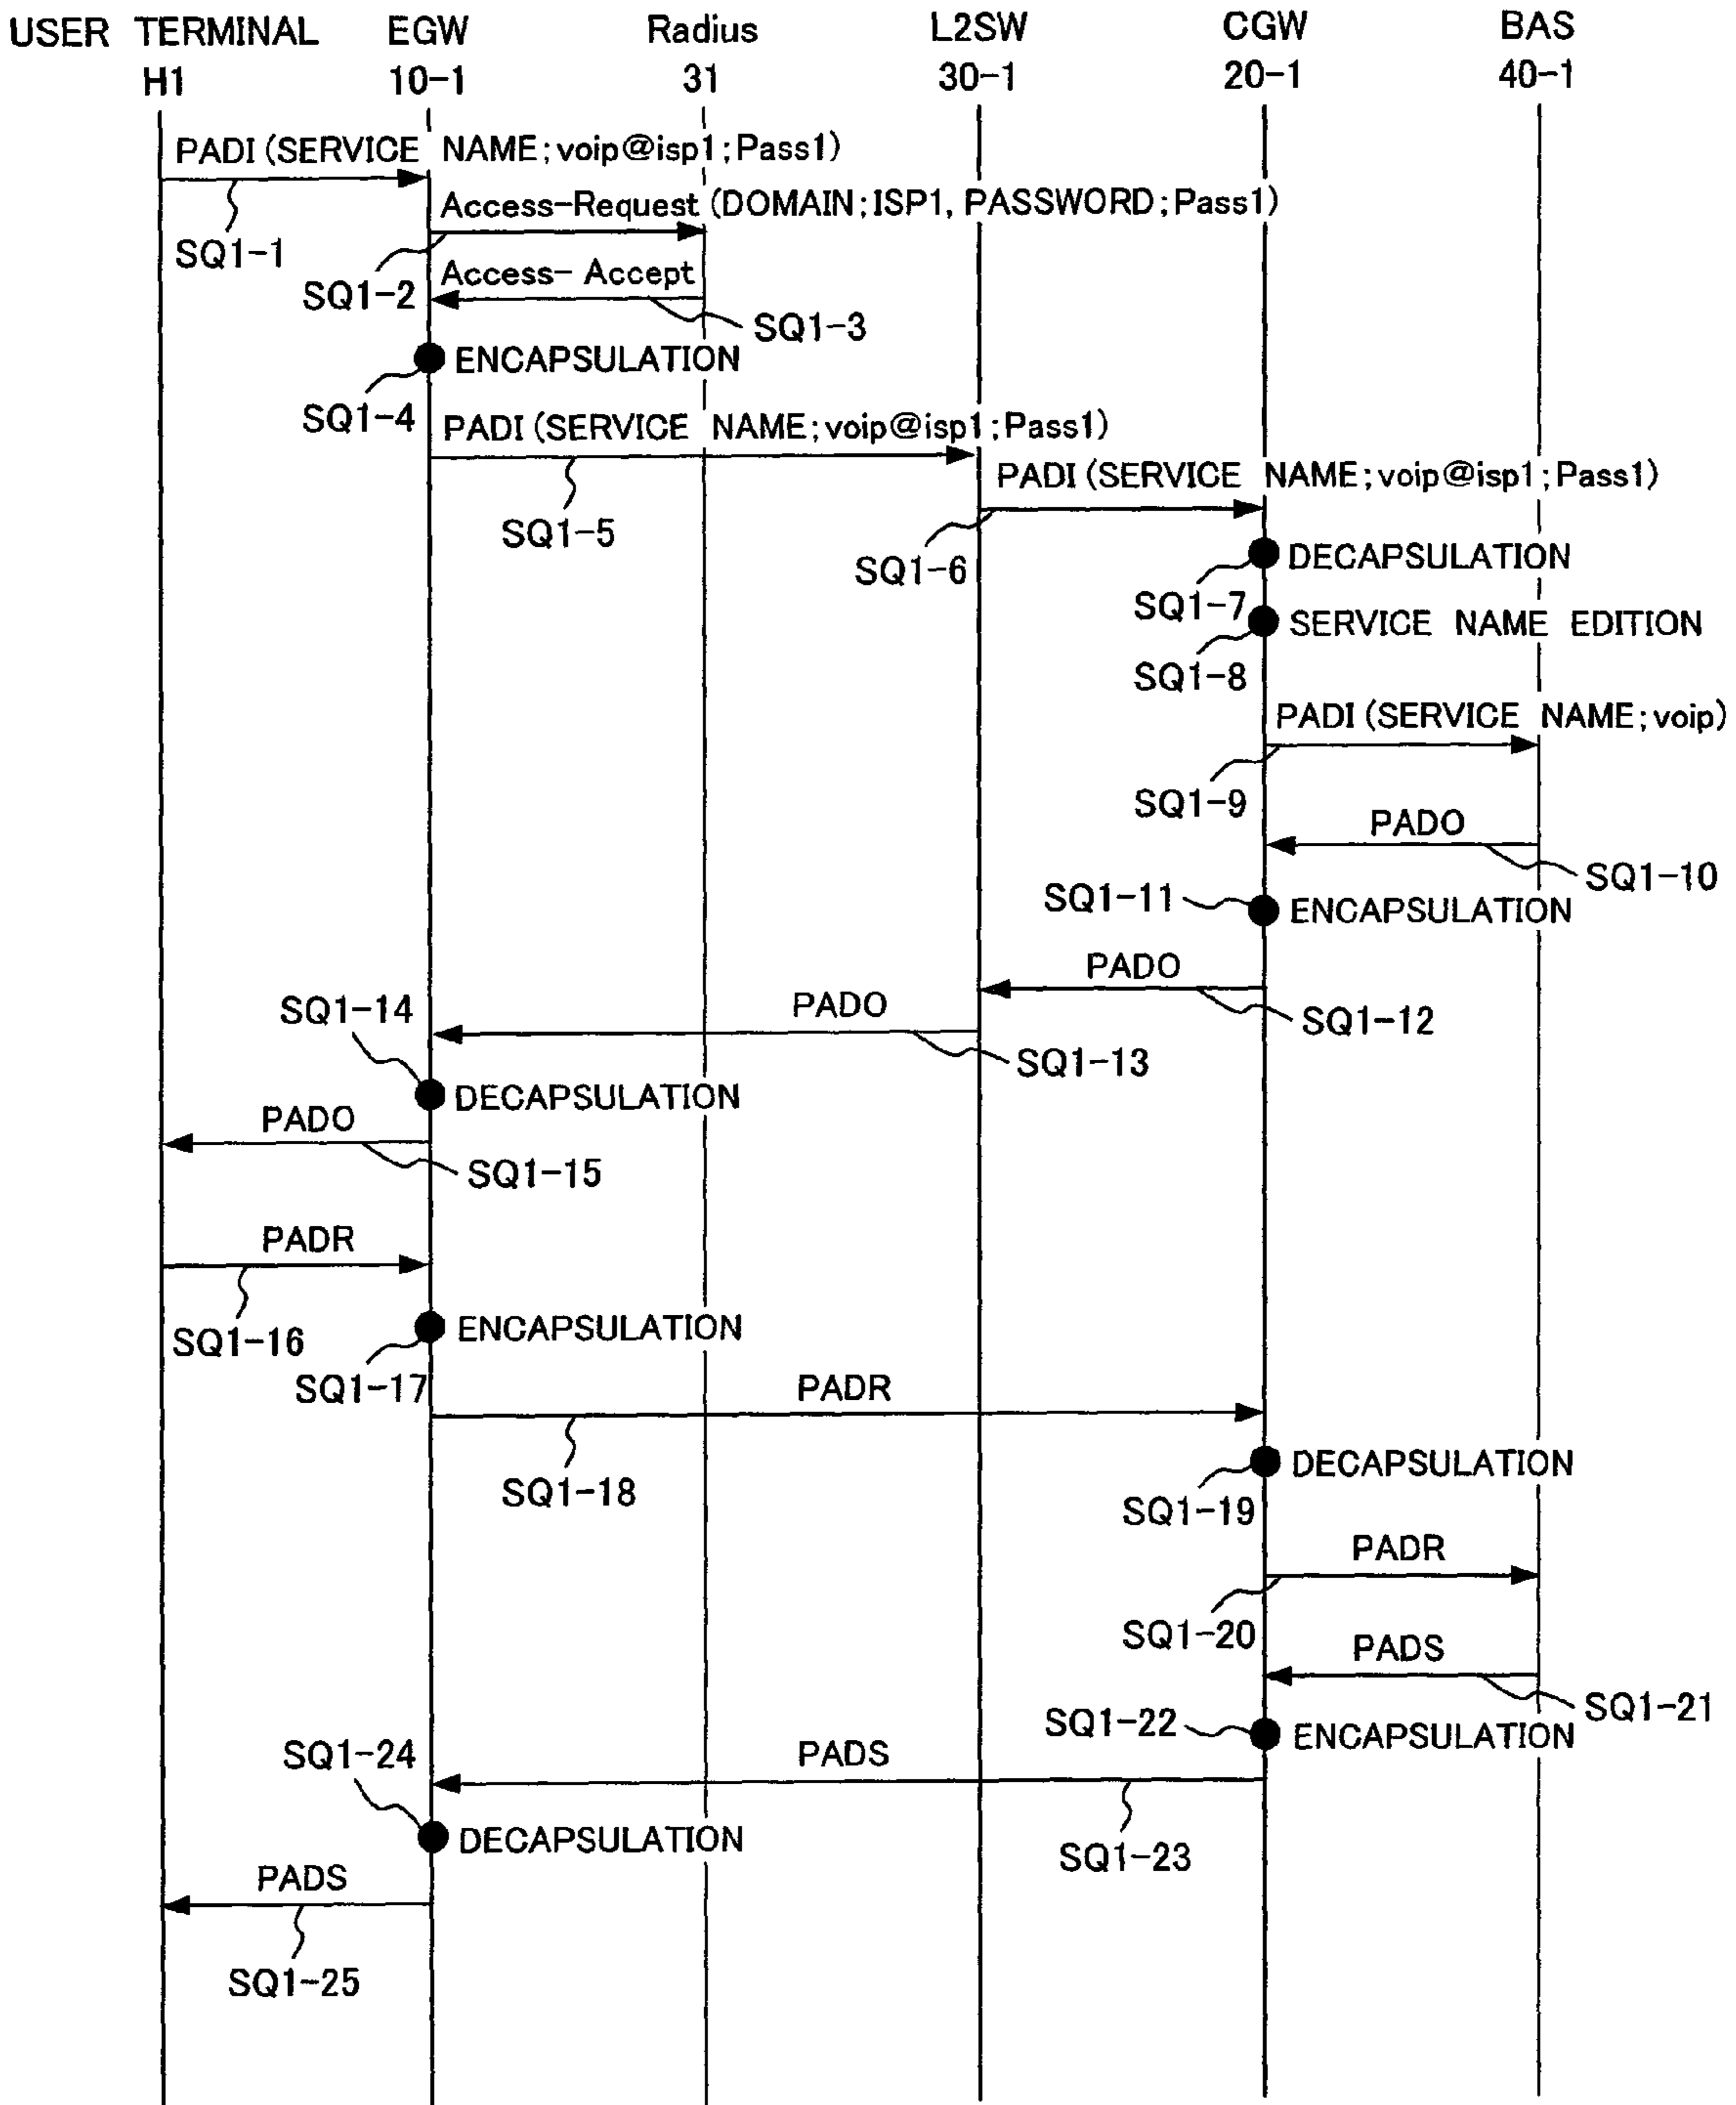 USER TERMINAL EGW Radius L2SW CGW BAS
H1 10-1 31 30-1 20-1 40-1
PADI (SERVICE NAME;voip@isp1;Pass1)
SQ1-1
Access-Request (DOMAIN;ISP1, PASSWORD;Pass1)
SQ1-2
Access- Accept
SQ1-3
ENCAPSULATION
SQ1-4
PADI (SERVICE NAME;voip@isp1;Pass1)
SQ1-5
PADI (SERVICE NAME;voip@isp1;Pass1)
SQ1-6
DECAPSULATION
SQ1-7
SERVICE NAME EDITION
SQ1-8
PADI (SERVICE NAME;voip)
SQ1-9
PADO
SQ1-10
SQ1-11
ENCAPSULATION
PADO
SQ1-12
PADO
SQ1-13
SQ1-14
DECAPSULATION
PADO
SQ1-15
PADR
SQ1-16
ENCAPSULATION
SQ1-17
PADR
SQ1-18
DECAPSULATION
SQ1-19
PADR
SQ1-20
PADS
SQ1-21
SQ1-22
ENCAPSULATION
PADS
SQ1-23
SQ1-24
DECAPSULATION
PADS
SQ1-25